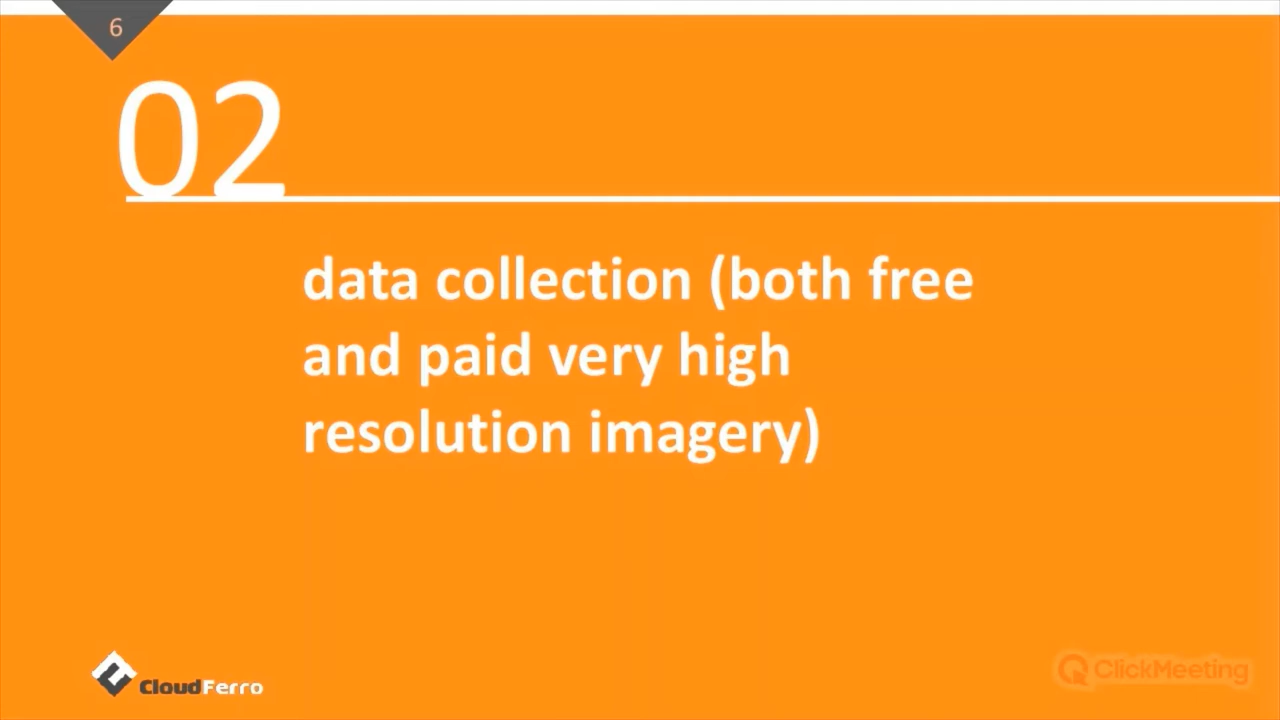 6
02
data collection (both free
and paid very high
resolution imagery)
CloudFerro
ClickMeeting